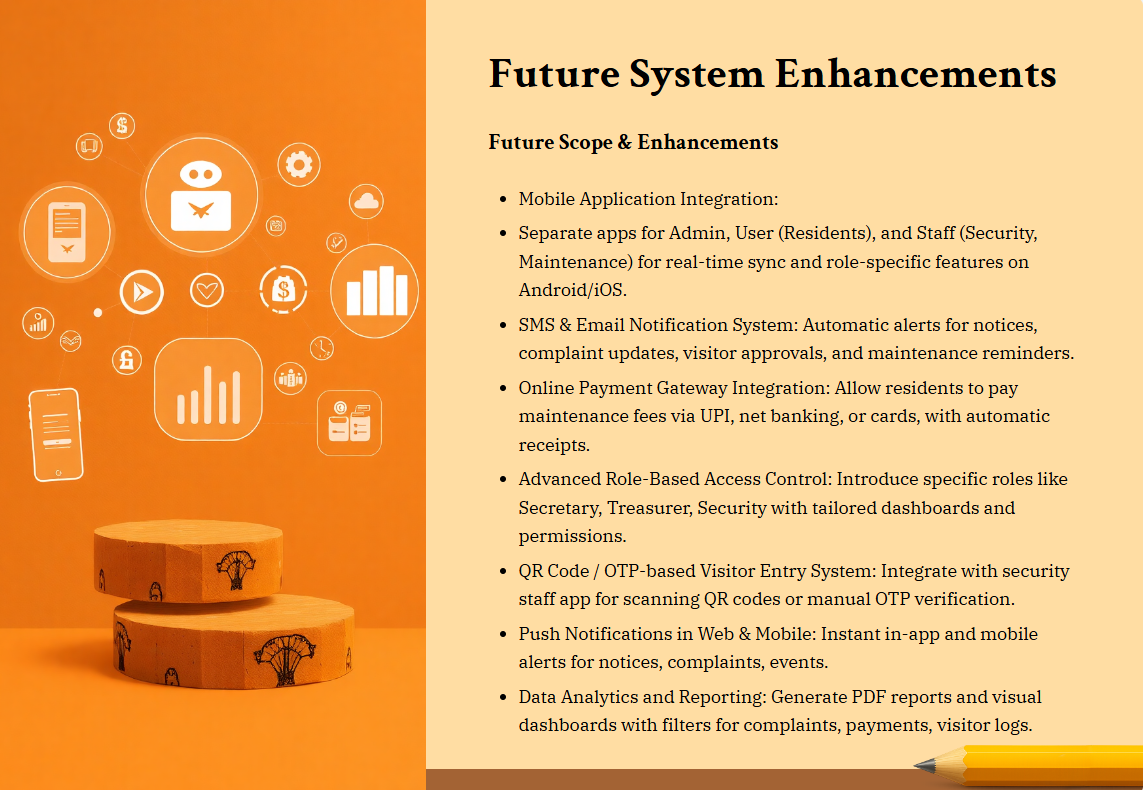 Future System Enhancements
Future Scope & Enhancements
• Mobile Application Integration:
• Separate apps for Admin, User (Residents), and Staff (Security,
Maintenance) for real-time sync and role-specific features on
Android/iOS.
• SMS & Email Notification System: Automatic alerts for notices,
complaint updates, visitor approvals, and maintenance reminders.
• Online Payment Gateway Integration: Allow residents to pay
maintenance fees via UPI, net banking, or cards, with automatic
receipts.
• Advanced Role-Based Access Control: Introduce specific roles like
Secretary, Treasurer, Security with tailored dashboards and
permissions.
• QR Code / OTP-based Visitor Entry System: Integrate with security
staff app for scanning QR codes or manual OTP verification.
• Push Notifications in Web & Mobile: Instant in-app and mobile
alerts for notices, complaints, events.
• Data Analytics and Reporting: Generate PDF reports and visual
dashboards with filters for complaints, payments, visitor logs.